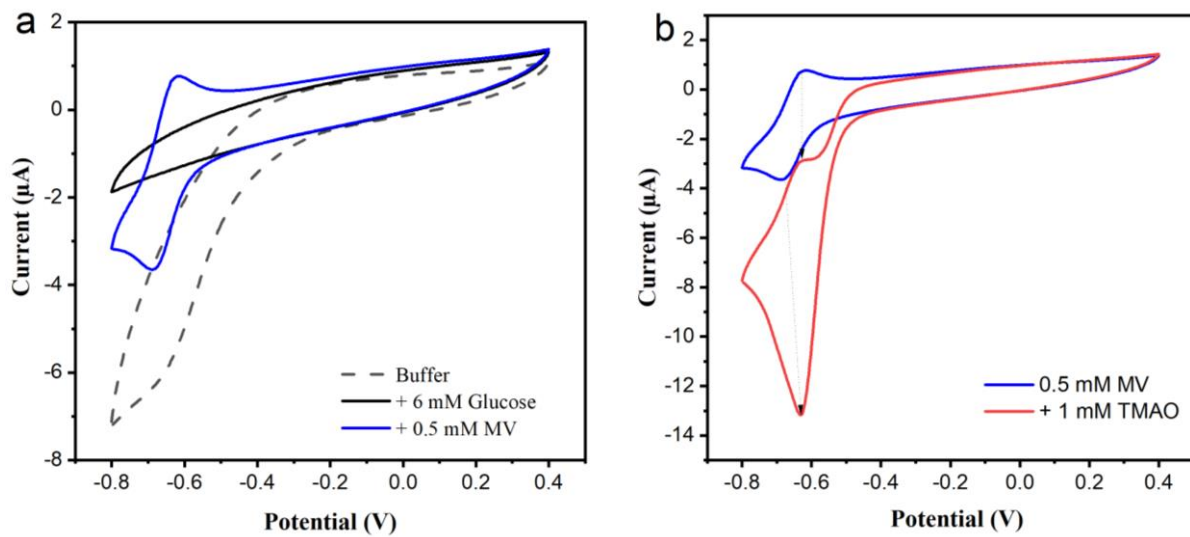 a
2
0
-2
-4
-6
-8
Current (µA)
-0.8 -0.6 -0.4 -0.2 0.0 0.2 0.4
Potential (V)
Buffer
+ 6 mM Glucose
+ 0.5 mM MV
b
2
0
-2
-4
-6
-8
-10
-12
-14
Current (µA)
-0.8 -0.6 -0.4 -0.2 0.0 0.2 0.4
Potential (V)
0.5 mM MV
+ 1 mM TMAO